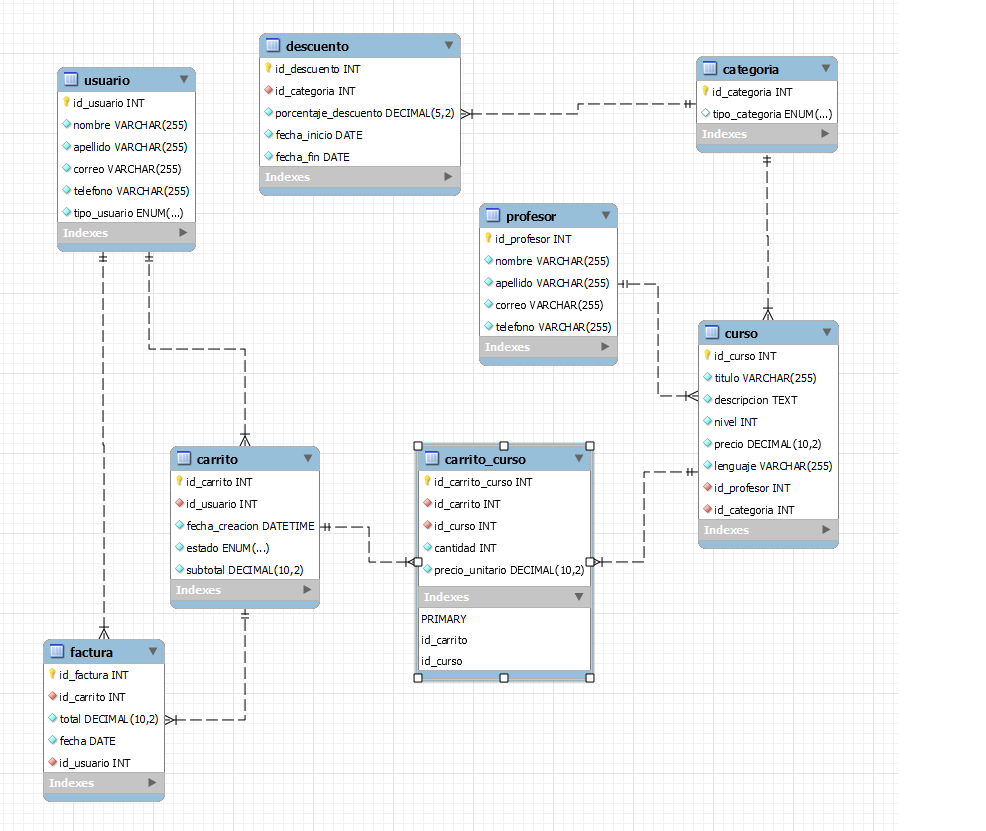 usuario
id_usuario INT
nombre VARCHAR(255)
apellido VARCHAR(255)
correo VARCHAR(255)
telefono VARCHAR(255)
tipo_usuario ENUM(...)
Indexes
descuento
id_descuento INT
id_categoria INT
porcentaje_descuento DECIMAL(5,2)
fecha_inicio DATE
fecha_fin DATE
Indexes
categoria
id_categoria INT
tipo_categoria ENUM(...)
Indexes
profesor
id_profesor INT
nombre VARCHAR(255)
apellido VARCHAR(255)
correo VARCHAR(255)
telefono VARCHAR(255)
Indexes
curso
id_curso INT
titulo VARCHAR(255)
descripcion TEXT
nivel INT
precio DECIMAL(10,2)
lenguaje VARCHAR(255)
id_profesor INT
id_categoria INT
Indexes
carrito
id_carrito INT
id_usuario INT
fecha_creacion DATETIME
estado ENUM(...)
subtotal DECIMAL(10,2)
Indexes
carrito_curso
id_carrito_curso INT
id_carrito INT
id_curso INT
cantidad INT
precio_unitario DECIMAL(10,2)
Indexes
PRIMARY
id_carrito
id_curso
factura
id_factura INT
id_carrito INT
total DECIMAL(10,2)
fecha DATE
id_usuario INT
Indexes